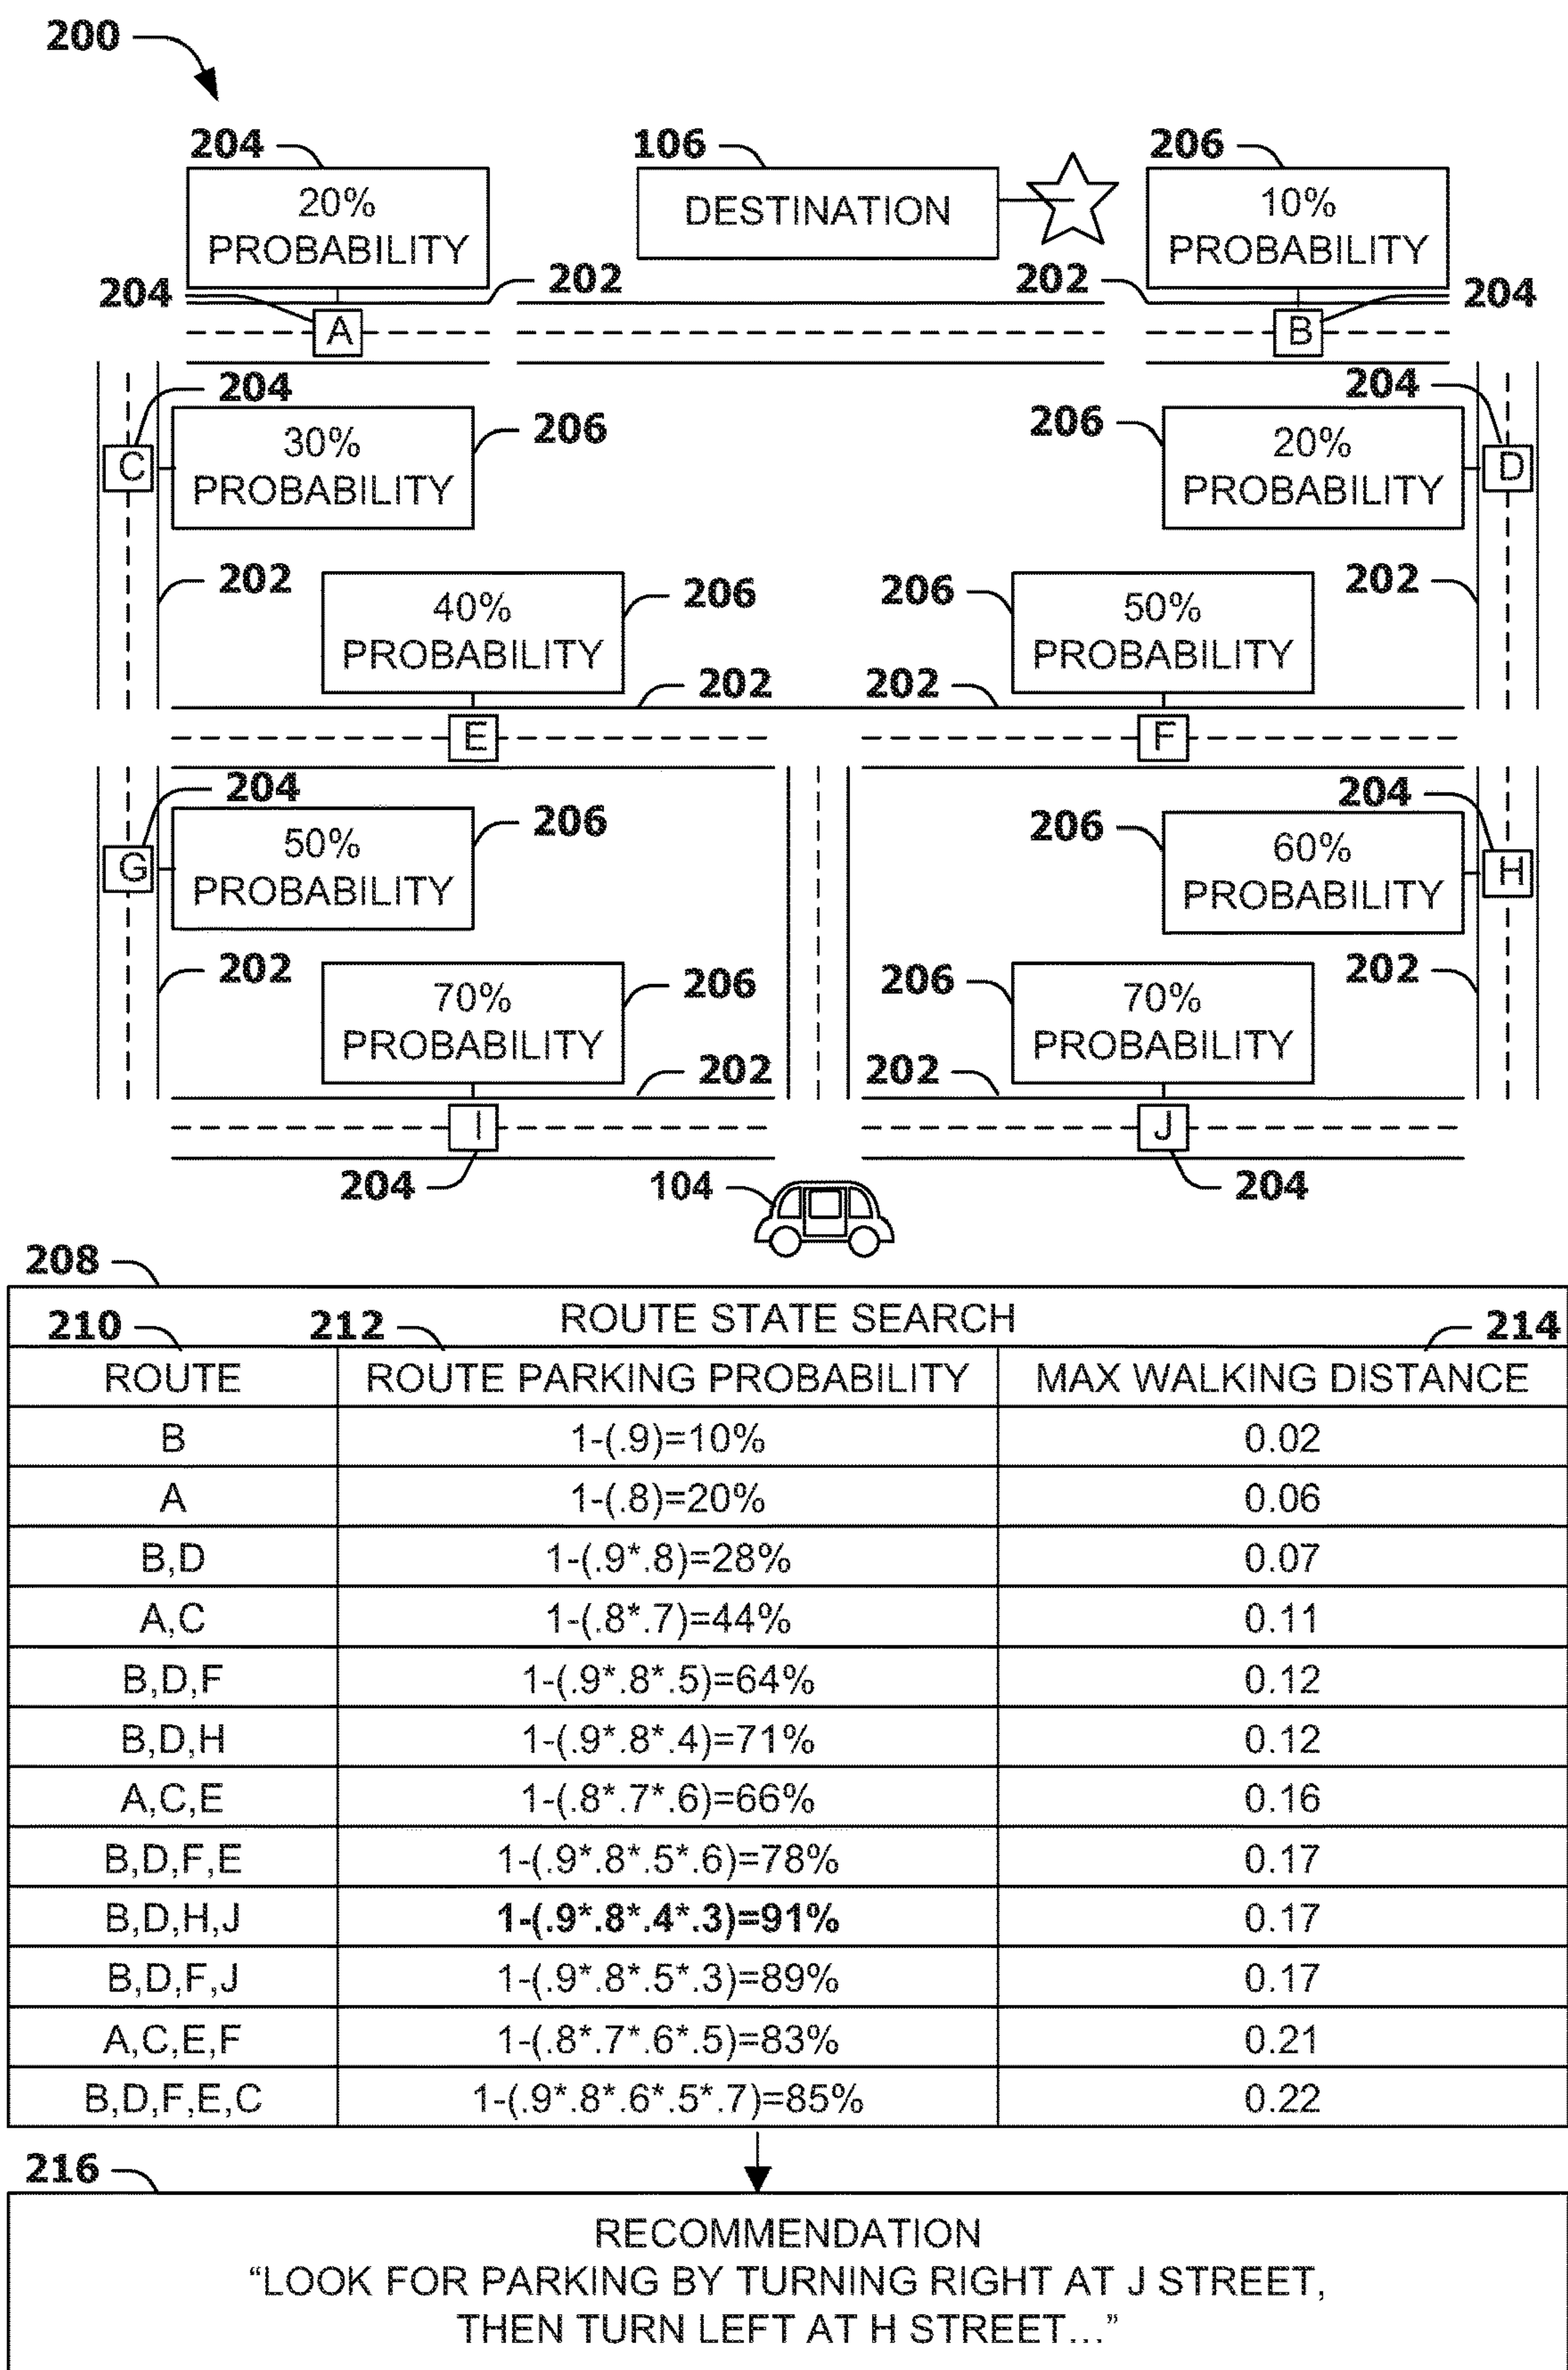 200
204
106
206
20%
PROBABILITY
DESTINATION
10%
PROBABILITY
202
202
204
204
A
B
204
204
206
206
C
30%
PROBABILITY
20%
PROBABILITY
D
202
202
40%
PROBABILITY
206
206
50%
PROBABILITY
202
202
E
F
204
204
206
206
G
50%
PROBABILITY
60%
PROBABILITY
H
202
202
70%
PROBABILITY
206
206
70%
PROBABILITY
202
202
I
J
204
104
204
208
210
212
ROUTE STATE SEARCH
214
ROUTE ROUTE PARKING PROBABILITY MAX WALKING DISTANCE
B 1-(.9)=10% 0.02
A 1-(.8)=20% 0.06
B,D 1-(.9*.8)=28% 0.07
A,C 1-(.8*.7)=44% 0.11
B,D,F 1-(.9*.8*.5)=64% 0.12
B,D,H 1-(.9*.8*.4)=71% 0.12
A,C,E 1-(.8*.7*.6)=66% 0.16
B,D,F,E 1-(.9*.8*.5*.6)=78% 0.17
B,D,H,J 1-(.9*.8*.4*.3)=91% 0.17
B,D,F,J 1-(.9*.8*.5*.3)=89% 0.17
A,C,E,F 1-(.8*.7*.6*.5)=83% 0.21
B,D,F,E,C 1-(.9*.8*.6*.5*.7)=85% 0.22
216
RECOMMENDATION
“LOOK FOR PARKING BY TURNING RIGHT AT J STREET,
THEN TURN LEFT AT H STREET...”